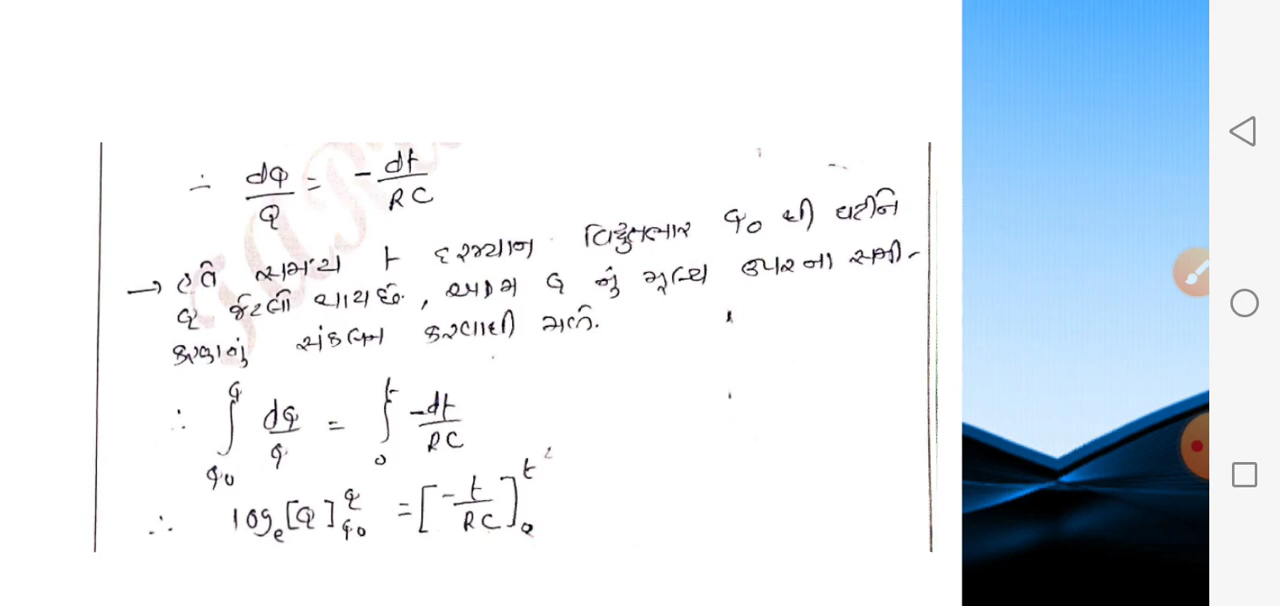 ∴ dq/Q = - dt/RC
→ હવે સમય t દરમ્યાન વિદ્યુતભાર q₀ થી ઘટીને
q જેટલો થાય છે, આમ q નું મૂલ્ય ઉપરના સમી-
કરણનું સંકલન કરવાથી મળે.
∴ ∫_{q₀}^{q} dq/q = ∫_{0}^{t} -dt/RC
∴ log_e [Q]_{q₀}^{q} = [-t/RC]_{0}^{t}